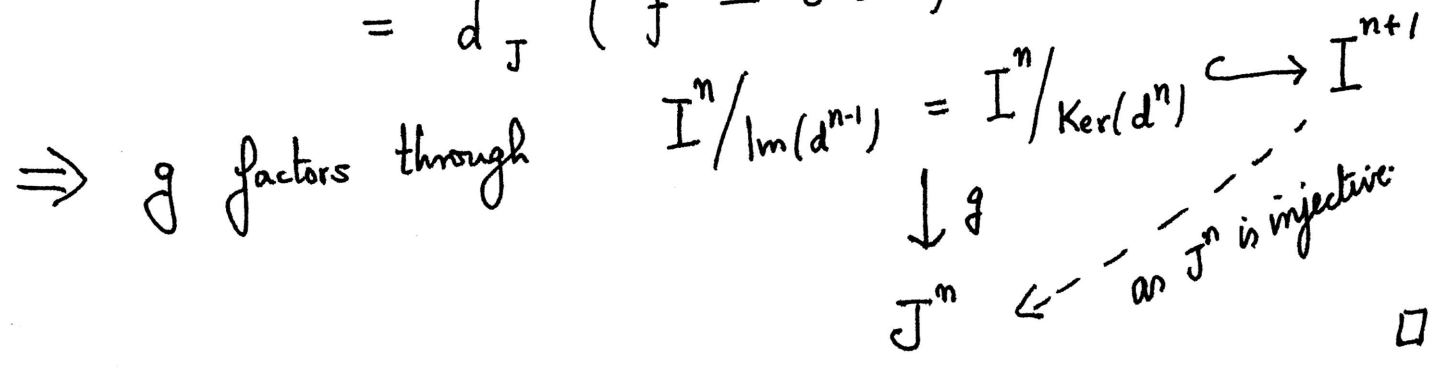 = d_J ( f
⇒ g factors through I^n/Im(d^{n-1}) = I^n/Ker(d^n) ↪ I^{n+1}
↓ g
as J^n is injective.
J^n
□